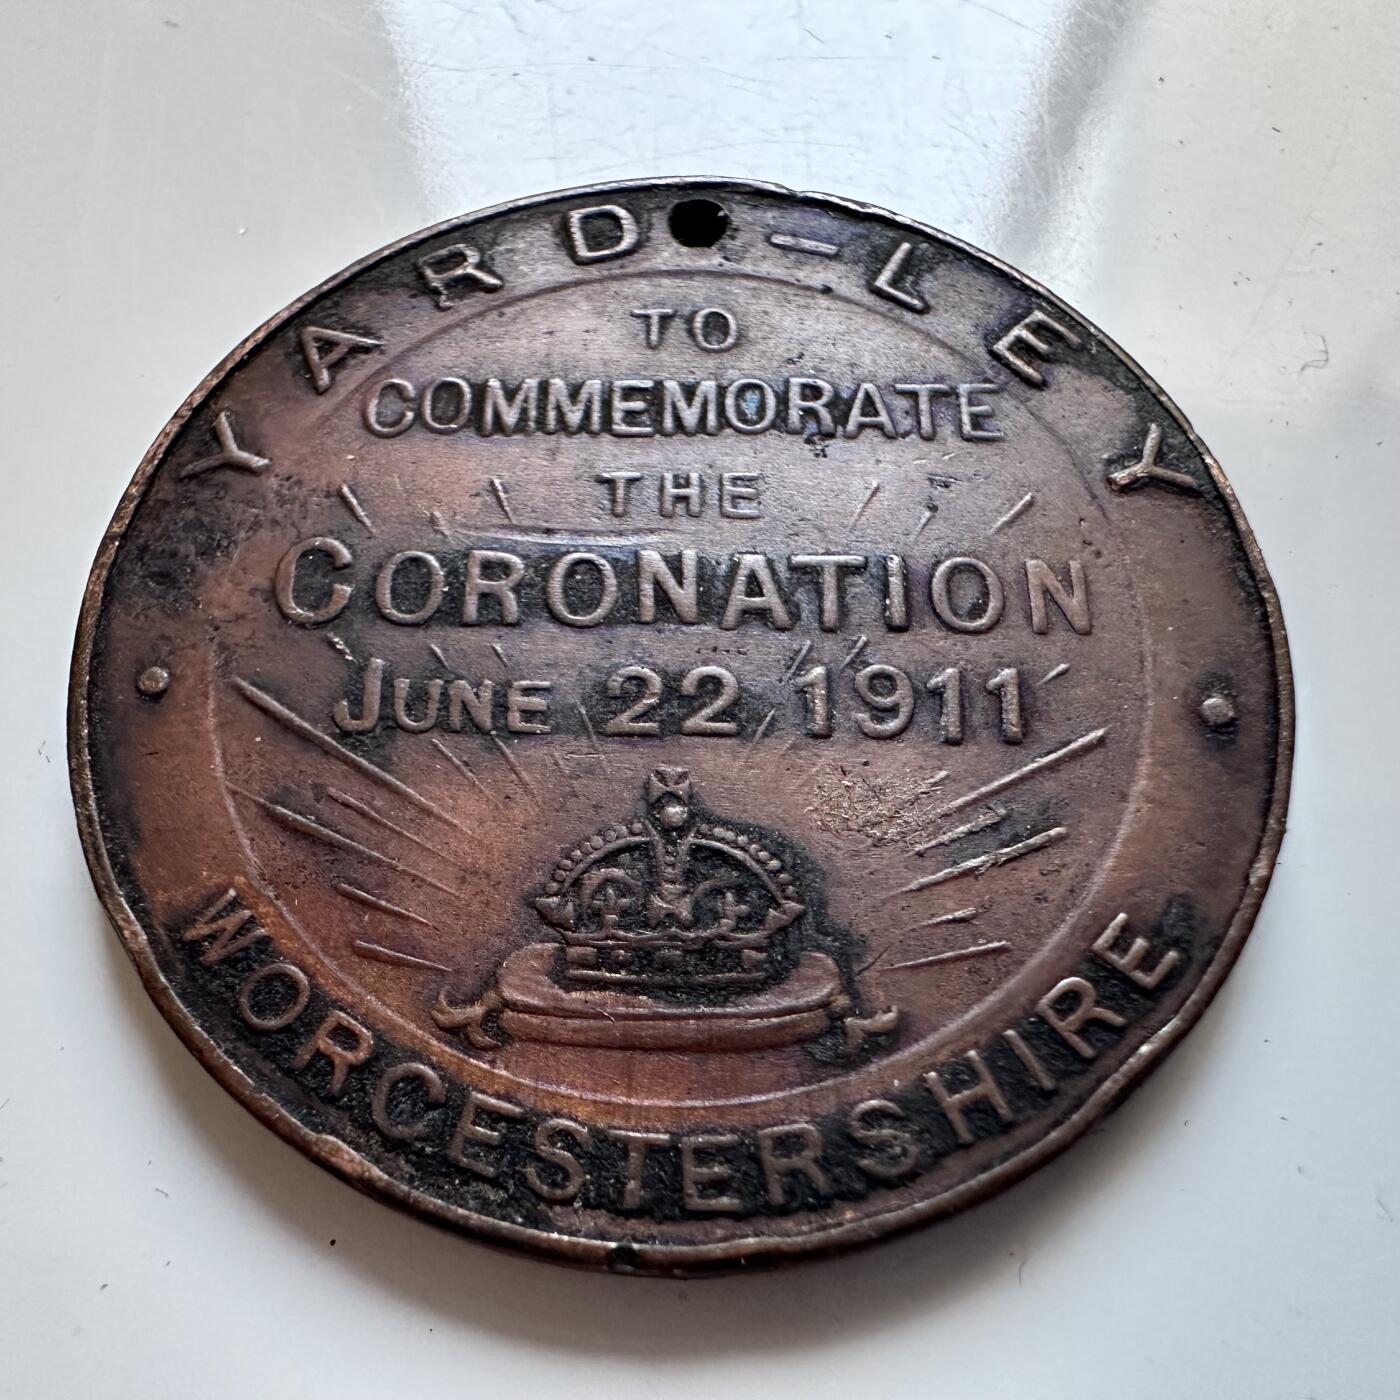 YARD-LEY
TO
COMMEMORATE
THE
CORONATION
JUNE 22 1911
WORCESTERSHIRE